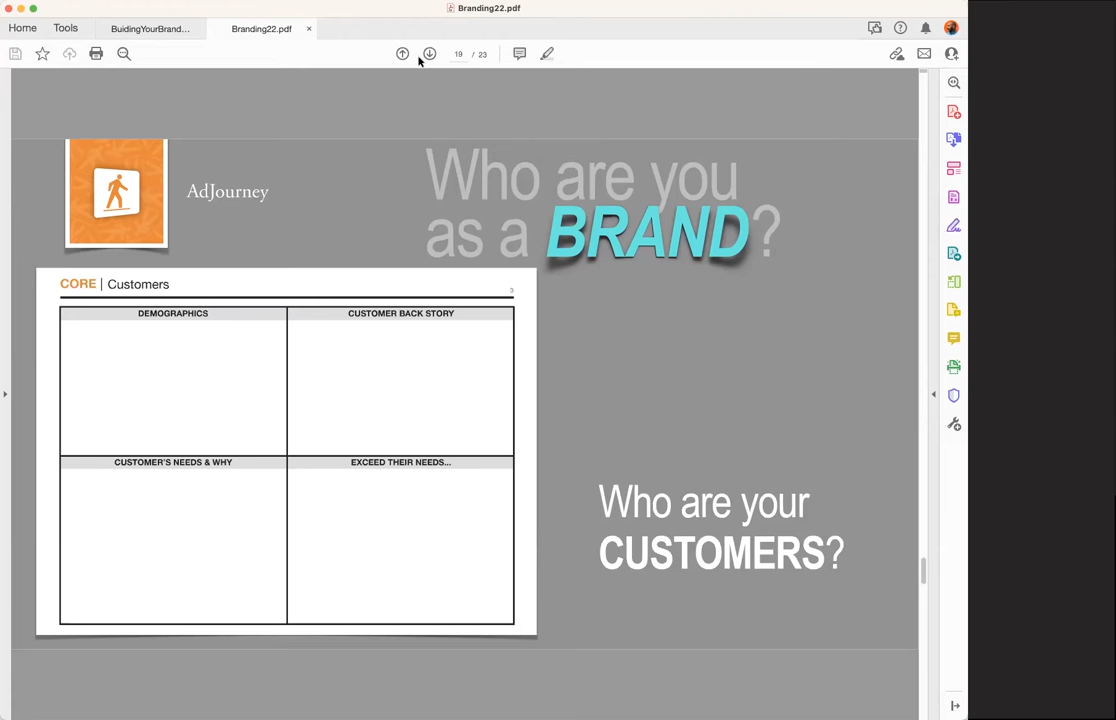 Branding22.pdf
Home
Tools
BuidingYourBrand...
Branding22.pdf
×
19 / 23
AdJourney
Who are you
as a BRAND?
CORE | Customers
3
DEMOGRAPHICS
CUSTOMER BACK STORY
CUSTOMER'S NEEDS & WHY
EXCEED THEIR NEEDS...
Who are your
CUSTOMERS?